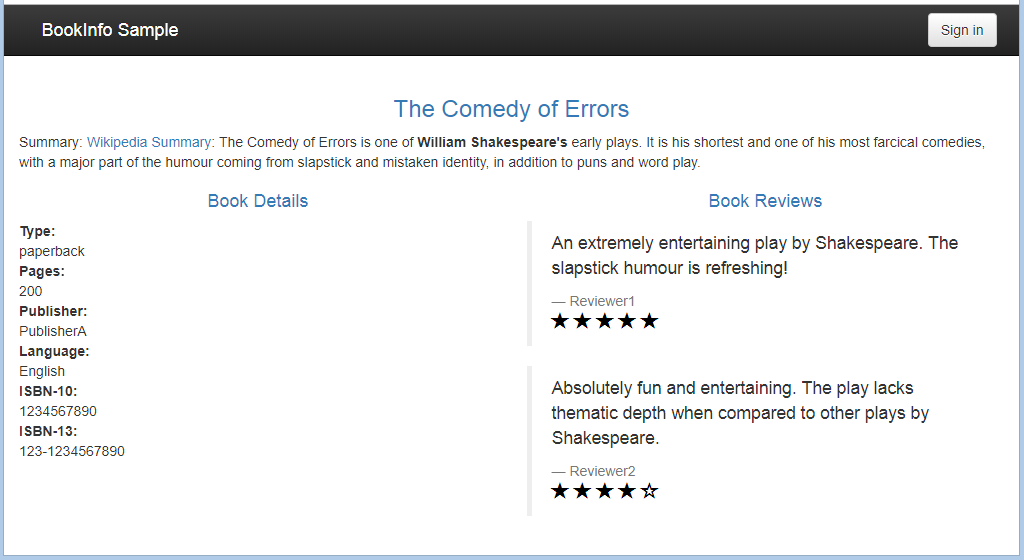 BookInfo Sample
Sign in
The Comedy of Errors
Summary: Wikipedia Summary: The Comedy of Errors is one of William Shakespeare's early plays. It is his shortest and one of his most farcical comedies,
with a major part of the humour coming from slapstick and mistaken identity, in addition to puns and word play.
Book Details
Type:
paperback
Pages:
200
Publisher:
PublisherA
Language:
English
ISBN-10:
1234567890
ISBN-13:
123-1234567890
Book Reviews
An extremely entertaining play by Shakespeare. The
slapstick humour is refreshing!
— Reviewer1
★★★★★
Absolutely fun and entertaining. The play lacks
thematic depth when compared to other plays by
Shakespeare.
— Reviewer2
★★★★☆